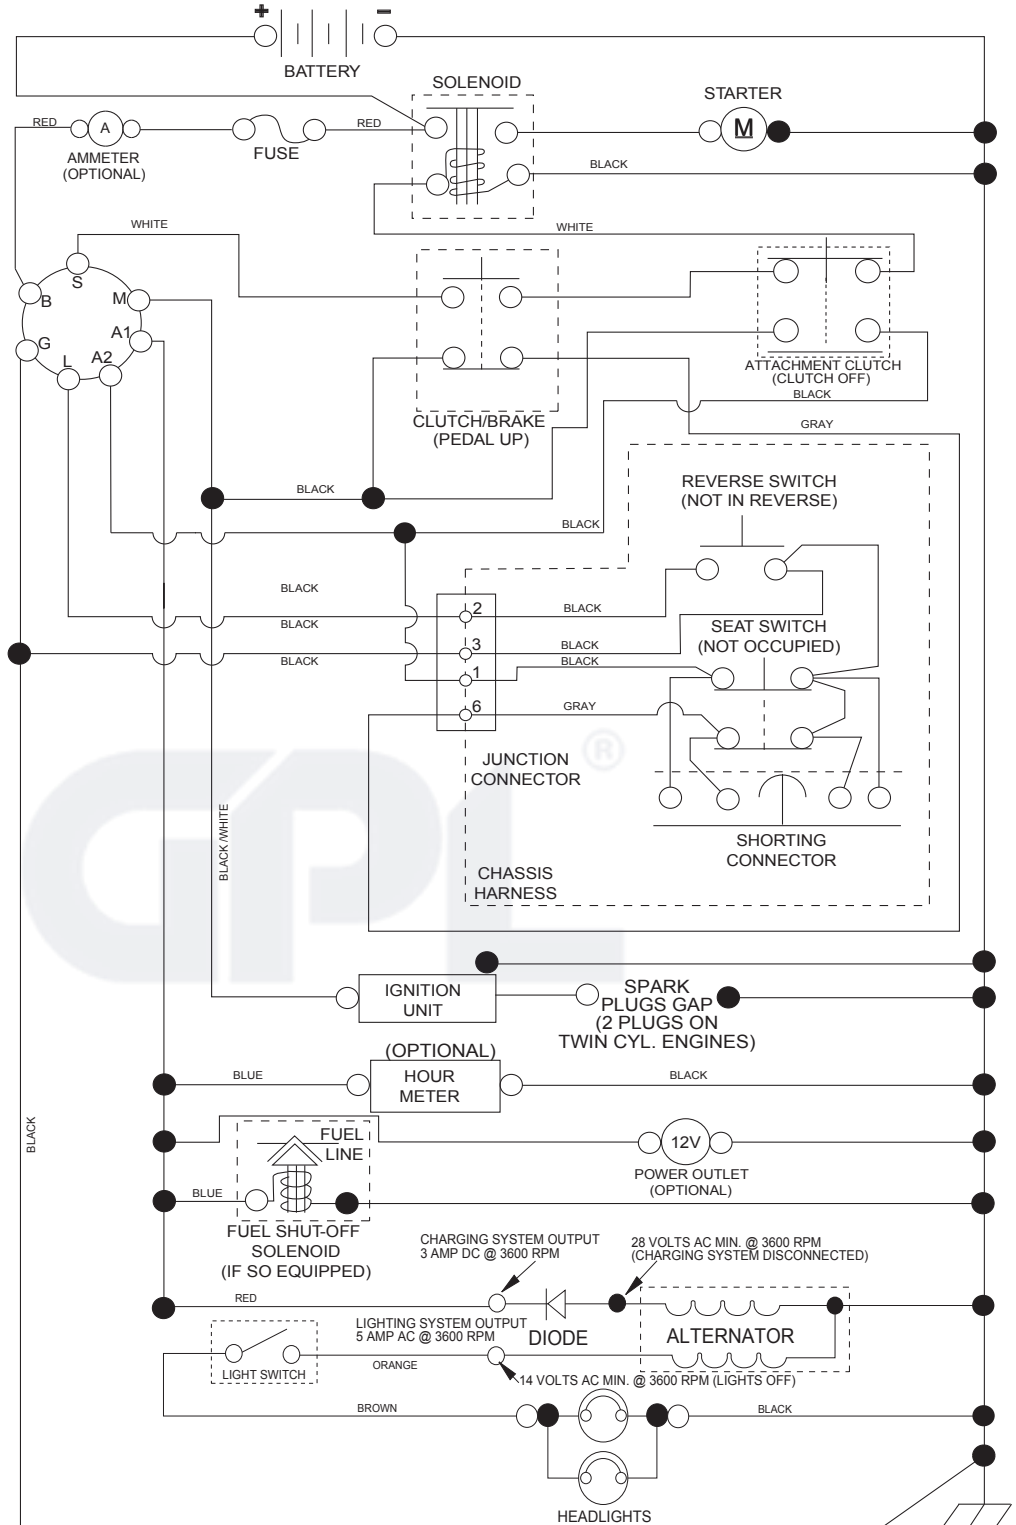 + −
BATTERY
SOLENOID
STARTER
RED
A
RED
M
FUSE
AMMETER
(OPTIONAL)
BLACK
WHITE
WHITE
S
B
M
G
A1
L
A2
ATTACHMENT CLUTCH
(CLUTCH OFF)
BLACK
CLUTCH/BRAKE
(PEDAL UP)
GRAY
REVERSE SWITCH
(NOT IN REVERSE)
BLACK
BLACK
BLACK
2
BLACK
BLACK
SEAT SWITCH
(NOT OCCUPIED)
3
BLACK
BLACK
BLACK
1
6
GRAY
JUNCTION
CONNECTOR
GPL®
BLACK/WHITE
SHORTING
CONNECTOR
CHASSIS
HARNESS
IGNITION
UNIT
SPARK
PLUGS GAP
(2 PLUGS ON
TWIN CYL. ENGINES)
(OPTIONAL)
HOUR
METER
BLUE
BLACK
BLACK
FUEL
LINE
12V
POWER OUTLET
(OPTIONAL)
BLUE
FUEL SHUT-OFF
SOLENOID
(IF SO EQUIPPED)
CHARGING SYSTEM OUTPUT
3 AMP DC @ 3600 RPM
28 VOLTS AC MIN. @ 3600 RPM
(CHARGING SYSTEM DISCONNECTED)
RED
LIGHTING SYSTEM OUTPUT
5 AMP AC @ 3600 RPM
DIODE
ALTERNATOR
ORANGE
LIGHT SWITCH
14 VOLTS AC MIN. @ 3600 RPM (LIGHTS OFF)
BROWN
BLACK
HEADLIGHTS